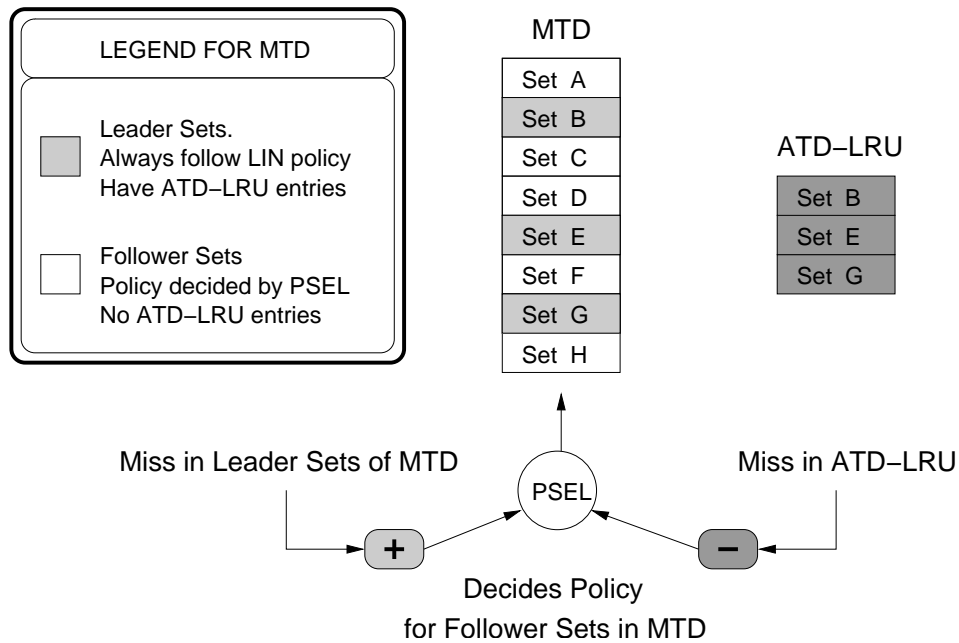 LEGEND FOR MTD
Leader Sets.
Always follow LIN policy
Have ATD−LRU entries
Follower Sets
Policy decided by PSEL
No ATD−LRU entries
MTD
Set A
Set B
Set C
Set D
Set E
Set F
Set G
Set H
ATD−LRU
Set B
Set E
Set G
Miss in Leader Sets of MTD
PSEL
Miss in ATD−LRU
+
−
Decides Policy
for Follower Sets in MTD